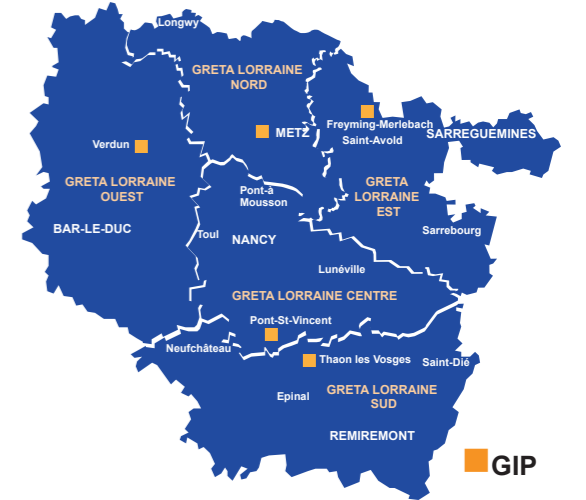 Longwy
GRETA LORRAINE
NORD
METZ
Freyming-Merlebach
Saint-Avold
SARREGUEMINES
Verdun
GRETA LORRAINE
OUEST
BAR-LE-DUC
Pont-à
Mousson
GRETA
LORRAINE
EST
Sarrebourg
Toul
NANCY
Lunéville
GRETA LORRAINE CENTRE
Pont-St-Vincent
Neufchâteau
Thaon les Vosges
Saint-Dié
Epinal
GRETA LORRAINE
SUD
REMIREMONT
GIP